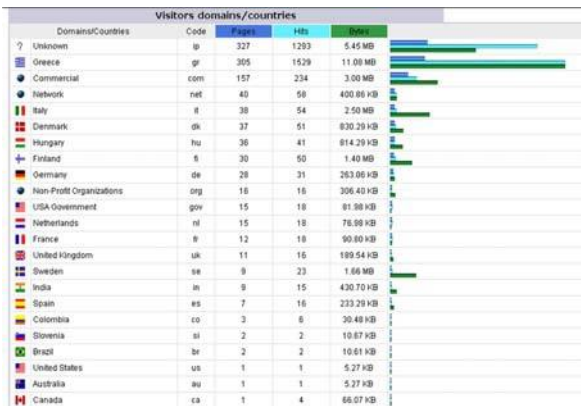 Visitors domains/countries
Domains/Countries Code Pages Hits Bytes
? Unknown ip 327 1293 5.45 MB
Greece gr 305 1529 11.08 MB
Commercial com 157 234 3.00 MB
Network net 40 58 400.86 KB
Italy it 38 54 2.50 MB
Denmark dk 37 51 830.29 KB
Hungary hu 36 41 814.29 KB
Finland fi 30 50 1.40 MB
Germany de 28 31 263.06 KB
Non-Profit Organizations org 16 16 306.40 KB
USA Government gov 15 18 81.98 KB
Netherlands nl 15 18 76.98 KB
France fr 12 18 90.80 KB
United Kingdom uk 11 16 189.54 KB
Sweden se 9 23 1.66 MB
India in 9 15 430.70 KB
Spain es 7 16 233.29 KB
Colombia co 3 6 30.48 KB
Slovenia si 2 2 10.67 KB
Brazil br 2 2 10.61 KB
United States us 1 1 5.27 KB
Australia au 1 1 5.27 KB
Canada ca 1 4 66.07 KB